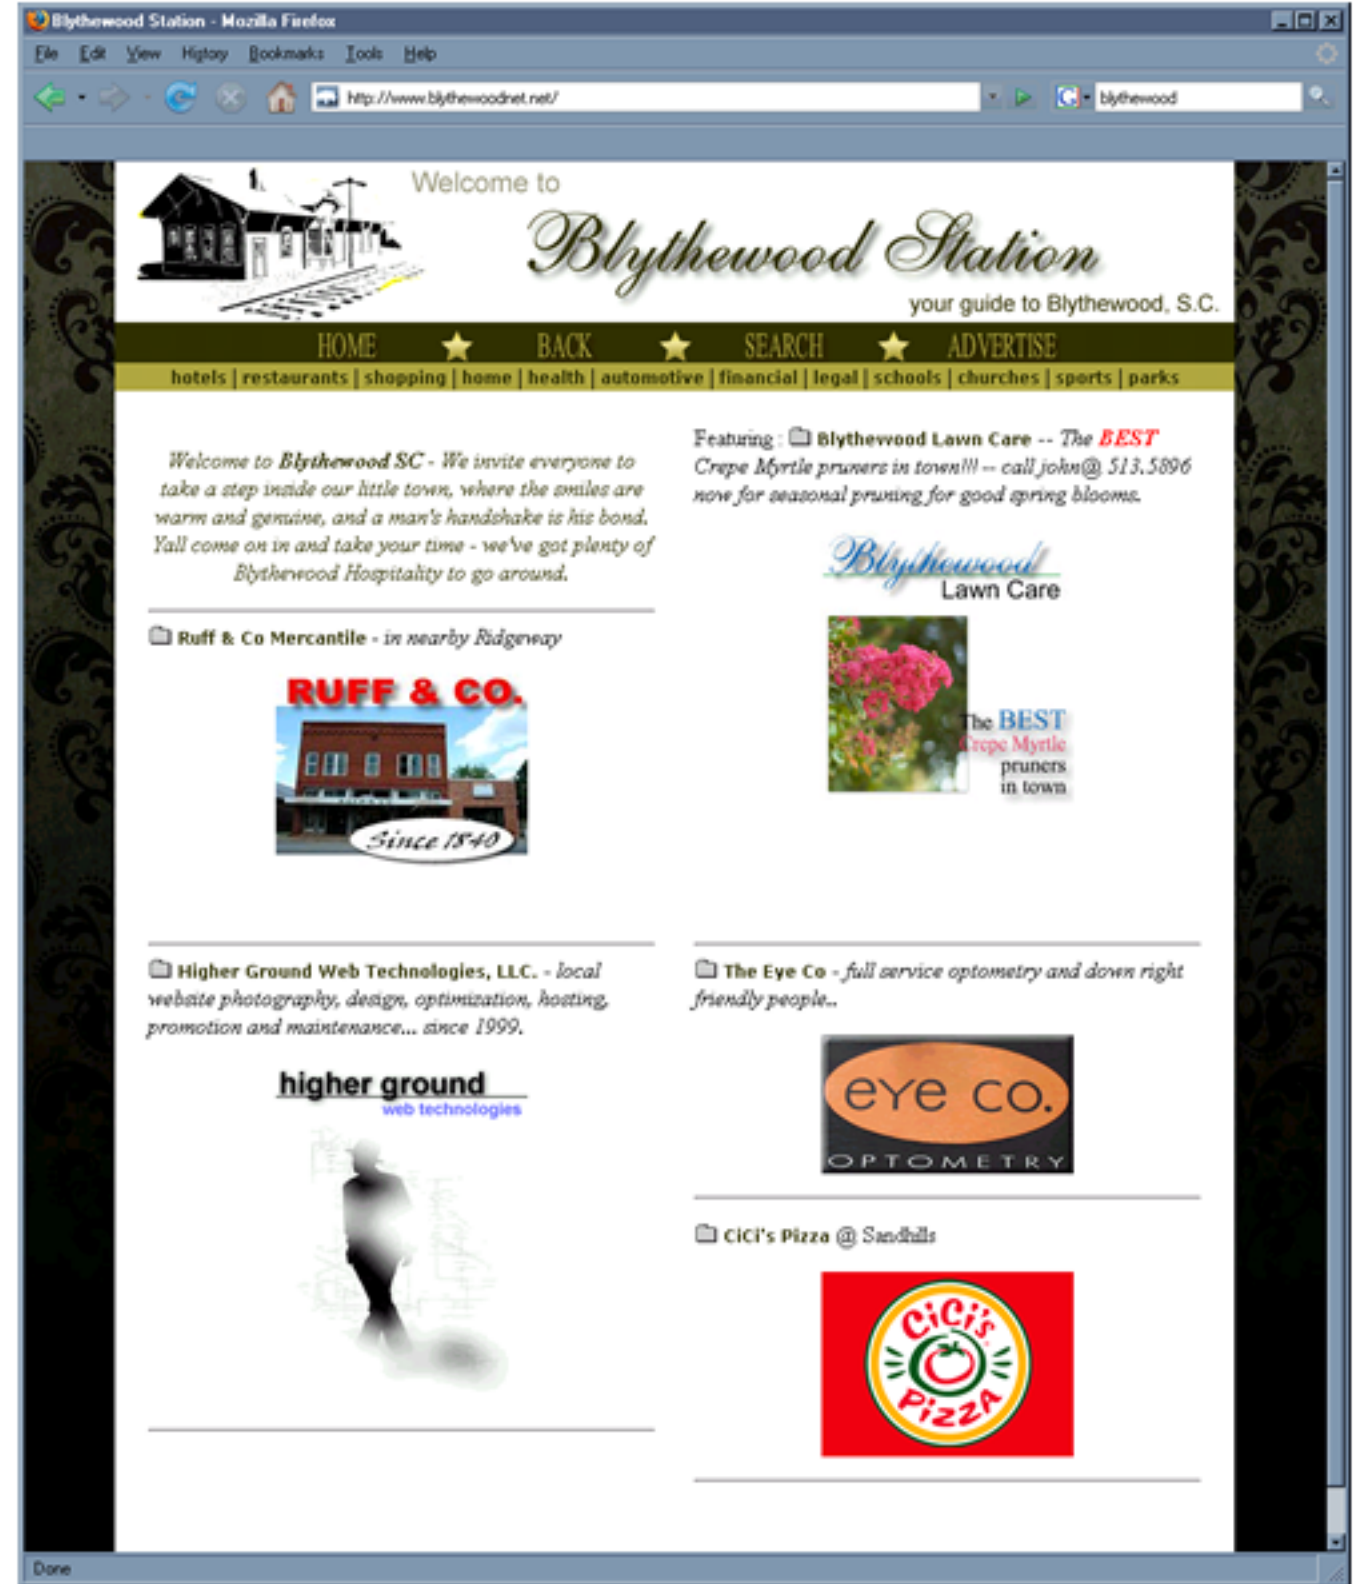 Blythewood Station - Mozilla Firefox
File Edit View History Bookmarks Tools Help
http://www.blythewoodnet.net/
blythewood
Welcome to
Blythewood Station
your guide to Blythewood, S.C.
HOME BACK SEARCH ADVERTISE
hotels | restaurants | shopping | home | health | automotive | financial | legal | schools | churches | sports | parks
Welcome to Blythewood SC - We invite everyone to
take a step inside our little town, where the smiles are
warm and genuine, and a man's handshake is his bond.
Yall come on in and take your time - we've got plenty of
Blythewood Hospitality to go around.
Ruff & Co Mercantile - in nearby Ridgeway
RUFF & CO.
Since 1840
Featuring : Blythewood Lawn Care -- The BEST
Crepe Myrtle pruners in town!!! -- call john@ 513.5896
now for seasonal pruning for good spring blooms.
Blythewood
Lawn Care
The BEST
Crepe Myrtle
pruners
in town
Higher Ground Web Technologies, LLC. - local
website photography, design, optimization, hosting,
promotion and maintenance... since 1999.
higher ground
web technologies
The Eye Co - full service optometry and down right
friendly people..
eye co.
OPTOMETRY
CiCi's Pizza @ Sandhills
CiCi's
Pizza
Done